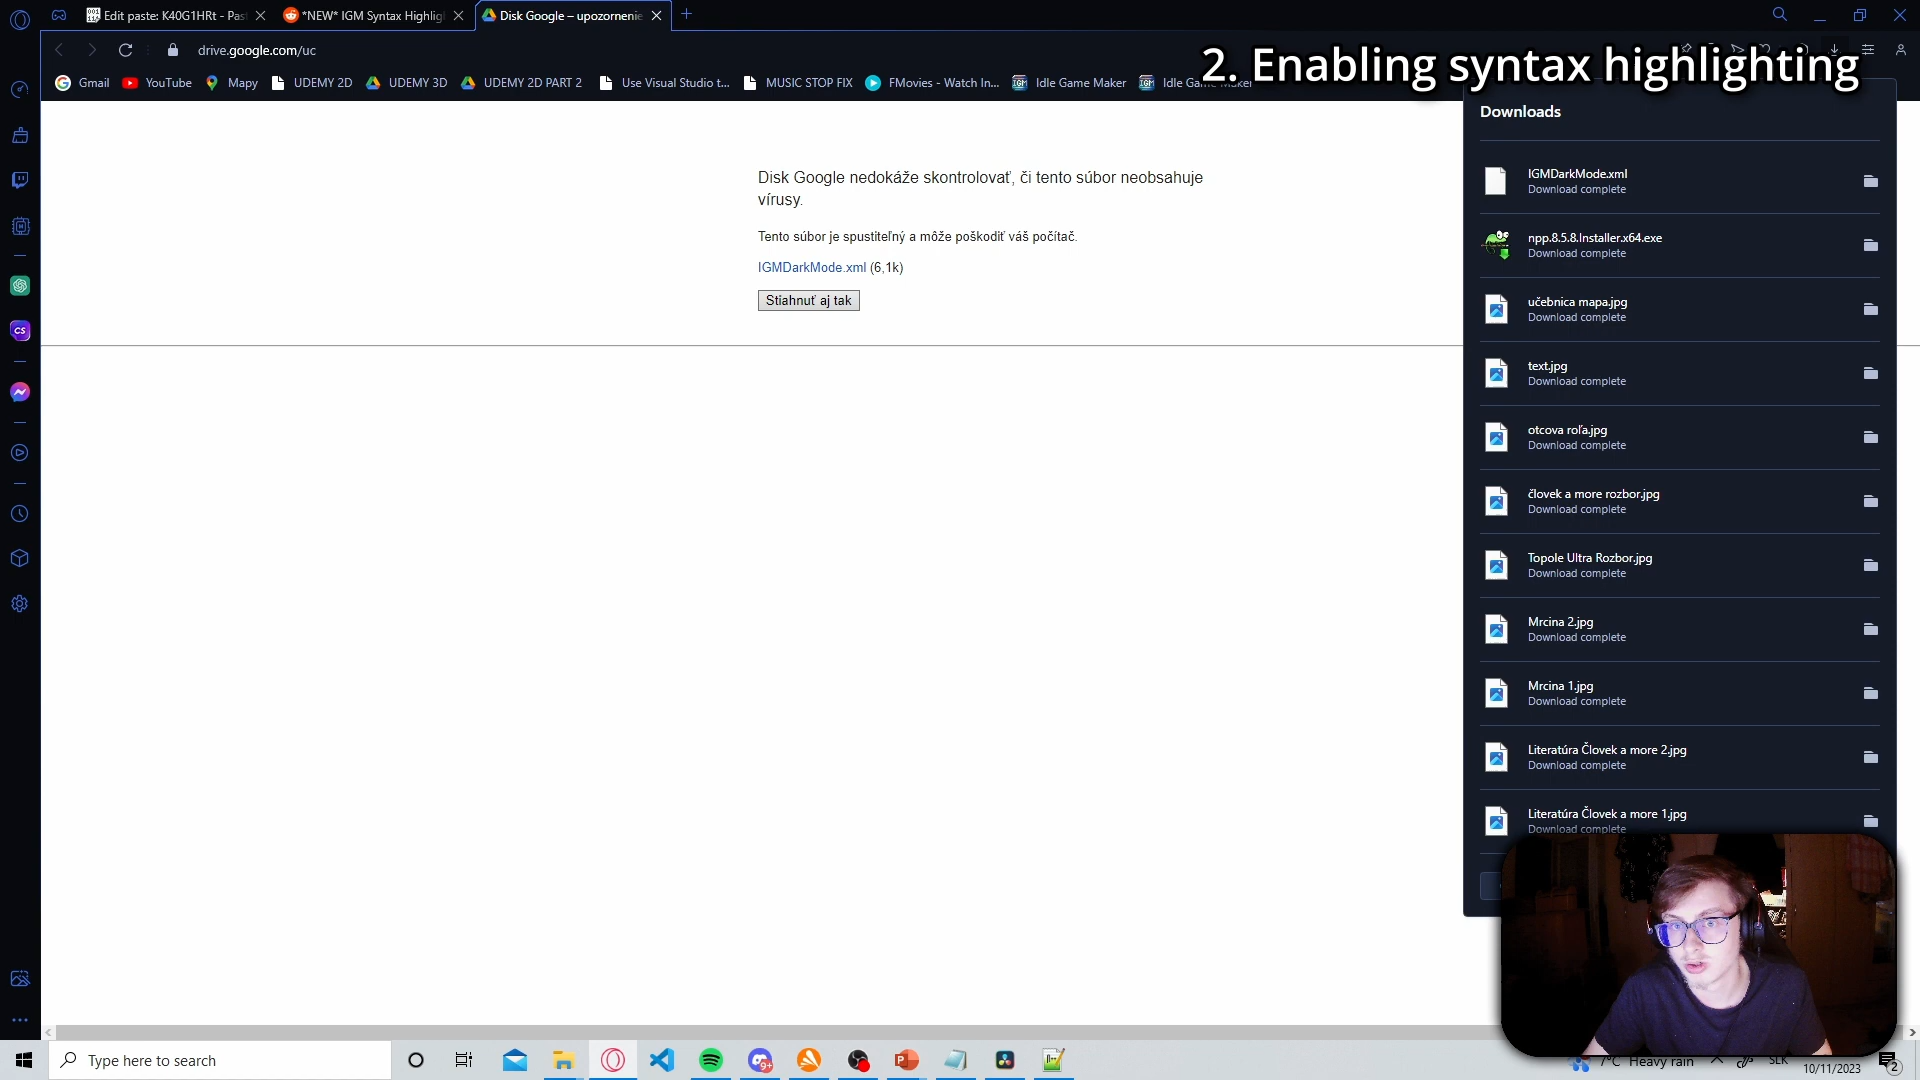 Edit paste: K40G1HRt - Pas
*NEW* IGM Syntax Highlig
Disk Google – upozornenie
drive.google.com/uc
2. Enabling syntax highlighting
Gmail
YouTube
Mapy
UDEMY 2D
UDEMY 3D
UDEMY 2D PART 2
Use Visual Studio t...
MUSIC STOP FIX
FMovies - Watch In...
Idle Game Maker
Downloads
Disk Google nedokáže skontrolovať, či tento súbor neobsahuje
vírusy.
Tento súbor je spustiteľný a môže poškodiť váš počítač.
IGMDarkMode.xml (6,1k)
Stiahnuť aj tak
IGMDarkMode.xml
Download complete
npp.8.5.8.Installer.x64.exe
Download complete
učebnica mapa.jpg
Download complete
text.jpg
Download complete
otcova roľa.jpg
Download complete
človek a more rozbor.jpg
Download complete
Topole Ultra Rozbor.jpg
Download complete
Mrcina 2.jpg
Download complete
Mrcina 1.jpg
Download complete
Literatúra Človek a more 2.jpg
Download complete
Literatúra Človek a more 1.jpg
Download complete
Type here to search
7°C Heavy rain
SLK
10/11/2023
2